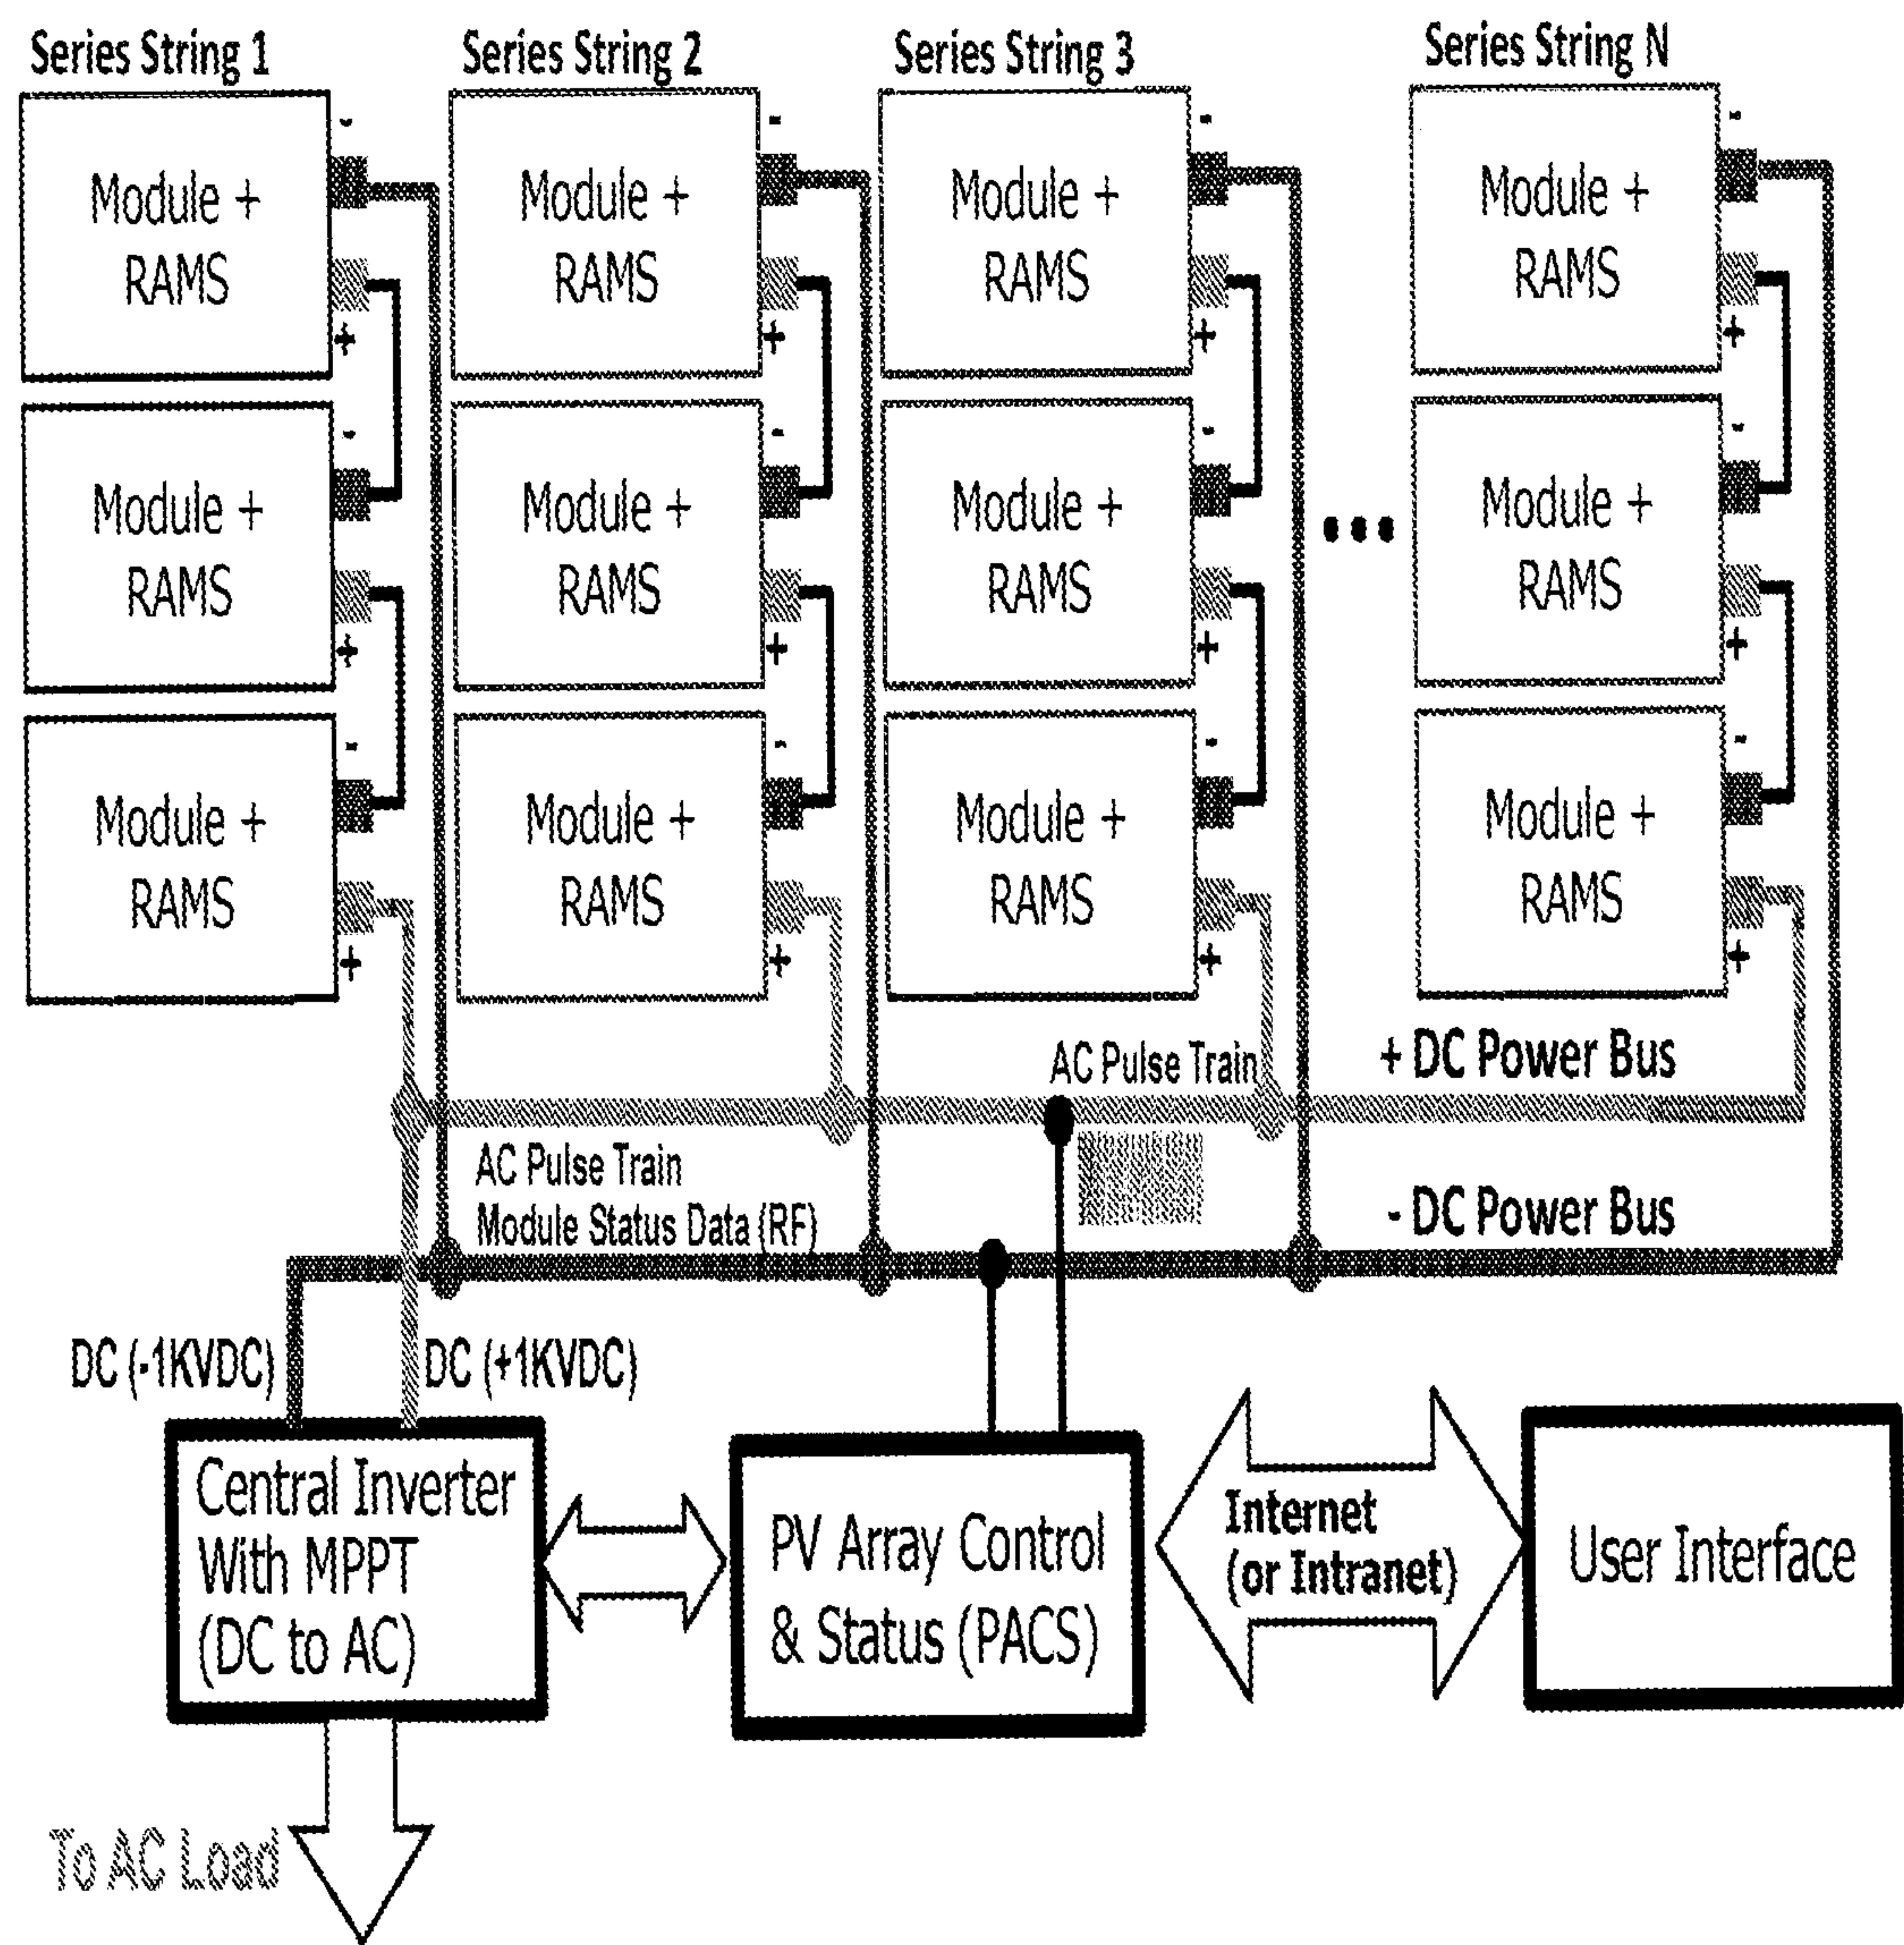 Series String 1
Series String 2
Series String 3
Series String N
-
-
-
-
Module +
RAMS
Module +
RAMS
Module +
RAMS
Module +
RAMS
+
+
+
+
-
-
-
-
Module +
RAMS
Module +
RAMS
Module +
RAMS
•••
Module +
RAMS
+
+
+
+
-
-
-
-
Module +
RAMS
Module +
RAMS
Module +
RAMS
Module +
RAMS
+
+
+
+
AC Pulse Train
+ DC Power Bus
AC Pulse Train
Module Status Data (RF)
- DC Power Bus
DC (-1KVDC)
DC (+1KVDC)
Central Inverter
With MPPT
(DC to AC)
PV Array Control
& Status (PACS)
Internet
(or Intranet)
User Interface
To AC Load